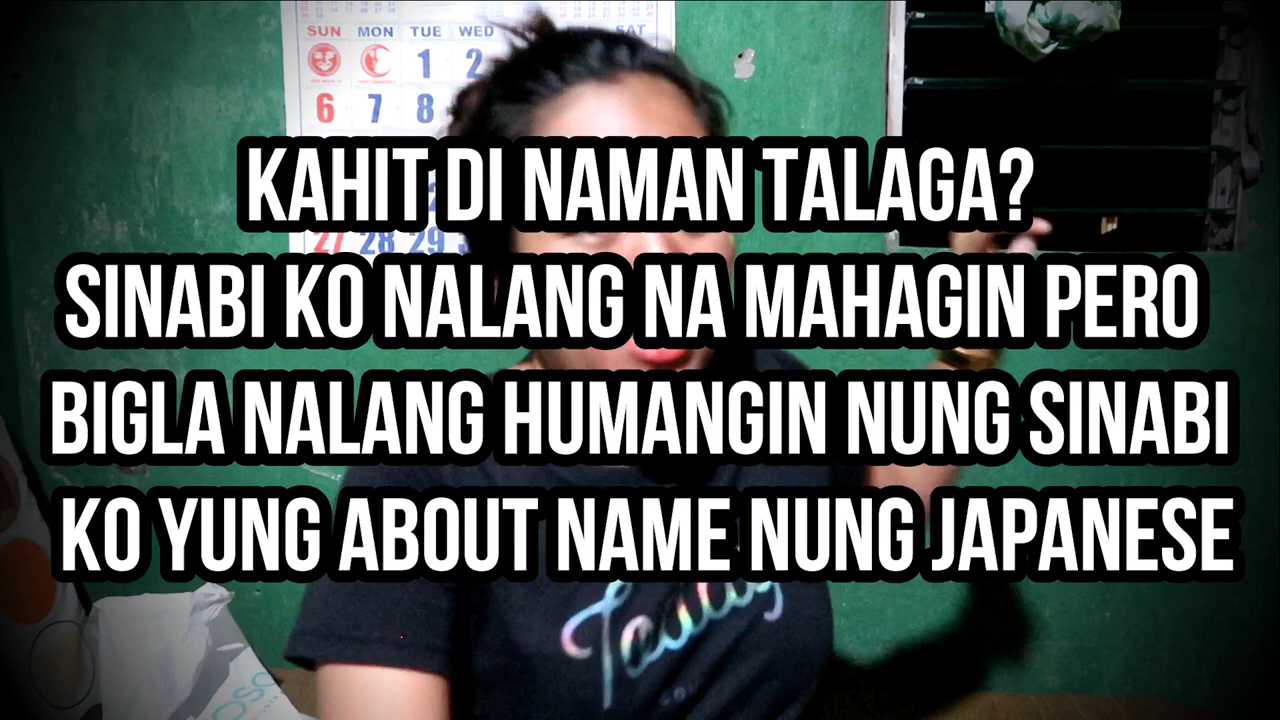 SUN MON TUE WED SAT
1 2
6 7 8
27 28 29
KAHIT DI NAMAN TALAGA?
SINABI KO NALANG NA MAHAGIN PERO
BIGLA NALANG HUMANGIN NUNG SINABI
KO YUNG ABOUT NAME NUNG JAPANESE